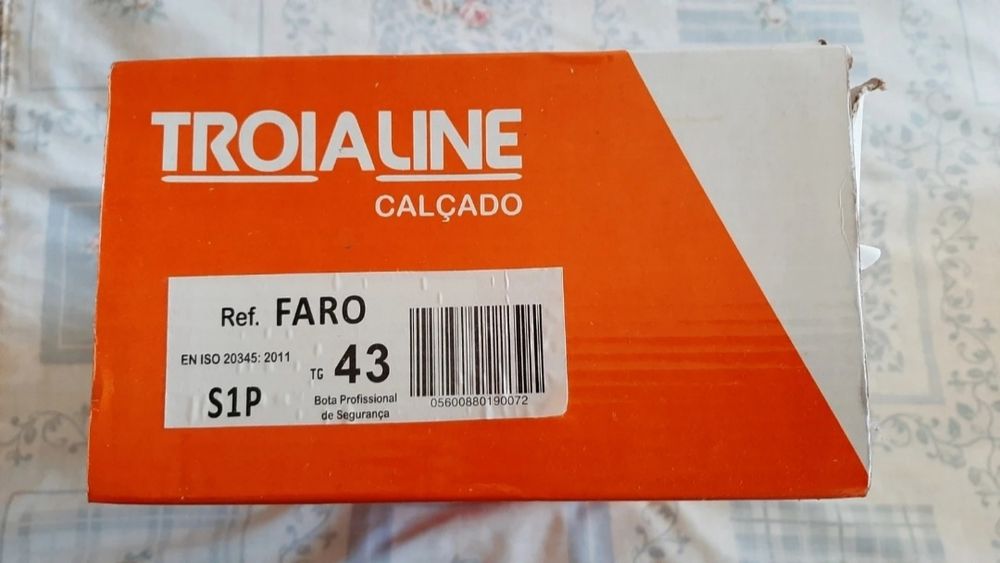 TROIALINE
CALÇADO
Ref. FARO
EN ISO 20345: 2011
TG 43
S1P
Bota Profissional
de Segurança
05600880190072